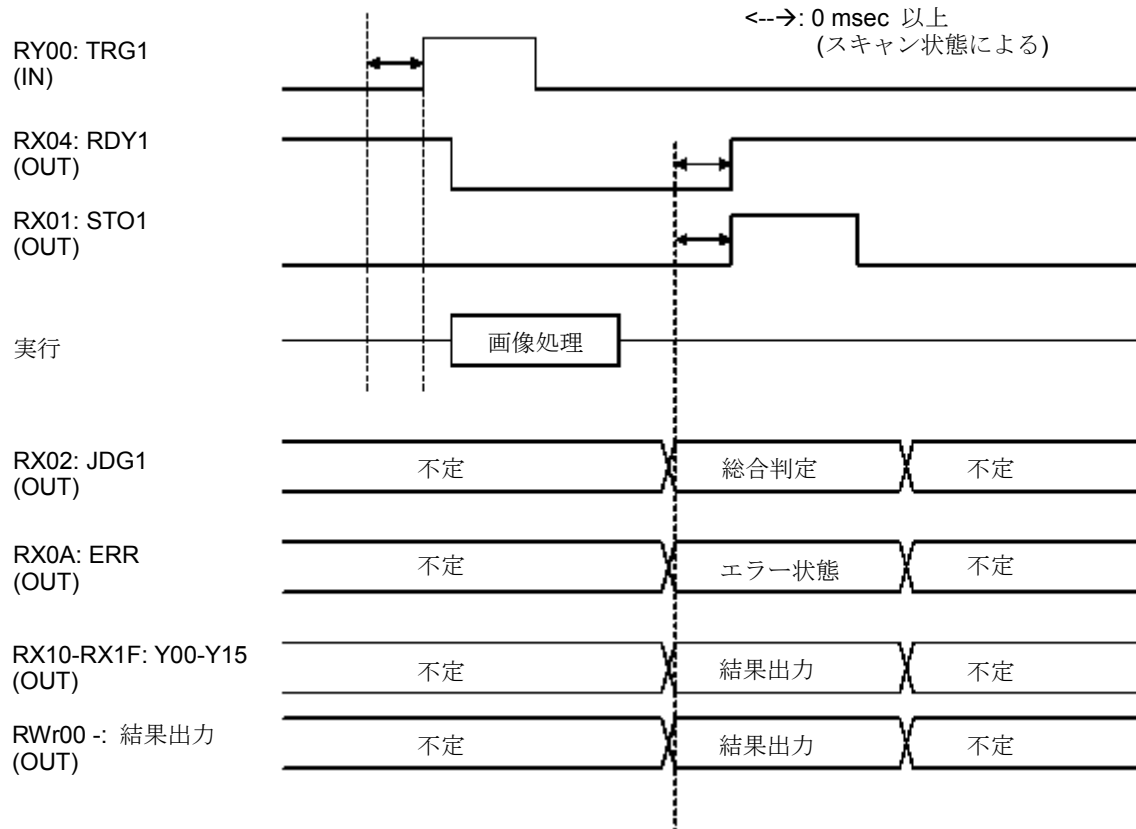 <-->: 0 msec 以上
(スキャン状態による)
RY00: TRG1
(IN)
RX04: RDY1
(OUT)
RX01: STO1
(OUT)
実行
画像処理
RX02: JDG1
(OUT)
不定
総合判定
不定
RX0A: ERR
(OUT)
不定
エラー状態
不定
RX10-RX1F: Y00-Y15
(OUT)
不定
結果出力
不定
RWr00 -: 結果出力
(OUT)
不定
結果出力
不定